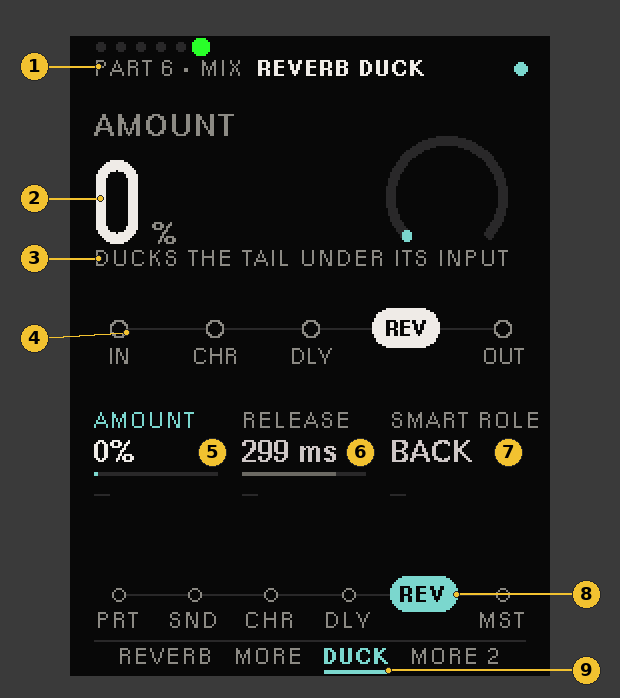 1 PART 6 · MIX REVERB DUCK
AMOUNT
2 0 %
3 DUCKS THE TAIL UNDER ITS INPUT
4 REV
IN CHR DLY OUT
AMOUNT RELEASE SMART ROLE
0% 5 299 ms 6 BACK 7
REV 8
PRT SND CHR DLY MST
REVERB MORE DUCK MORE 2
9